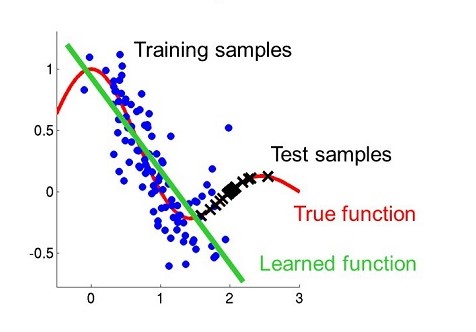 Training samples
1
0.5
Test samples
0
True function
-0.5
Learned function
0
1
2
3